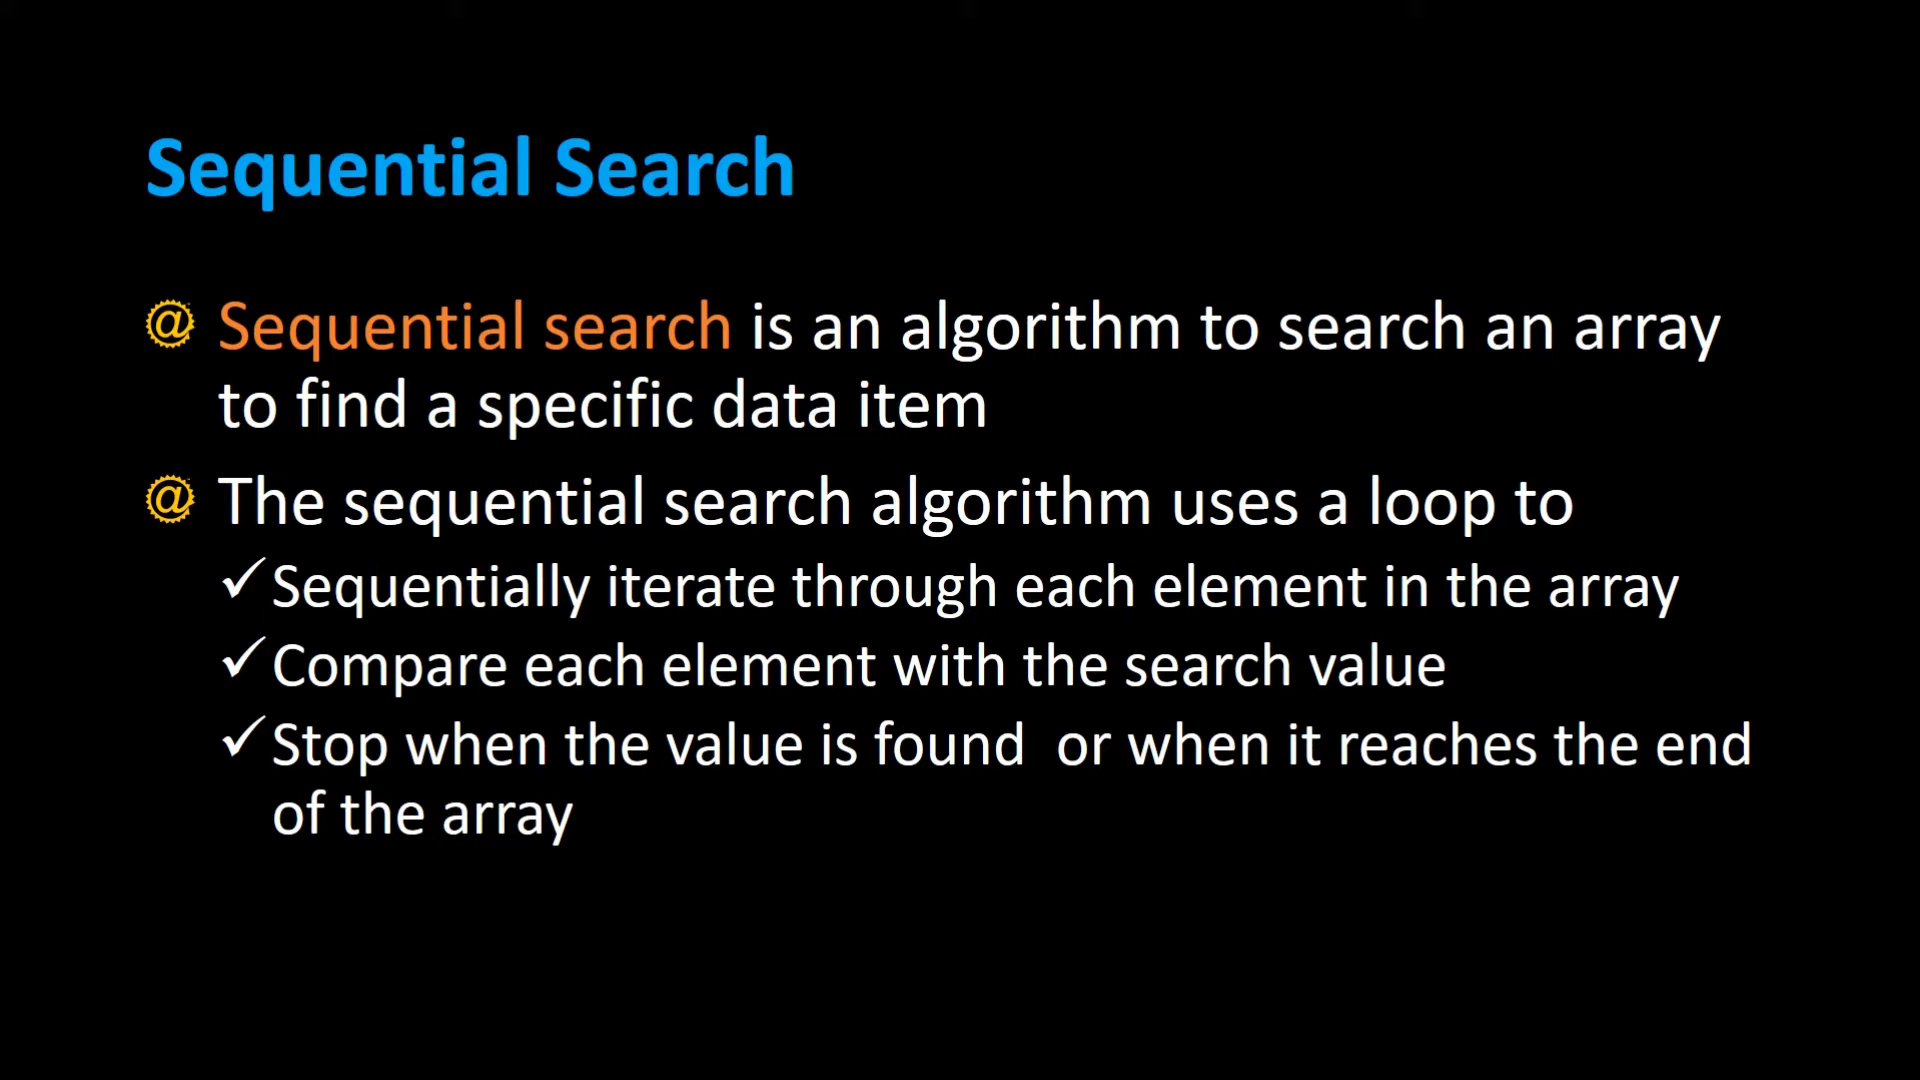 Sequential Search
@ Sequential search is an algorithm to search an array
to find a specific data item
@ The sequential search algorithm uses a loop to
✓Sequentially iterate through each element in the array
✓Compare each element with the search value
✓Stop when the value is found  or when it reaches the end
of the array